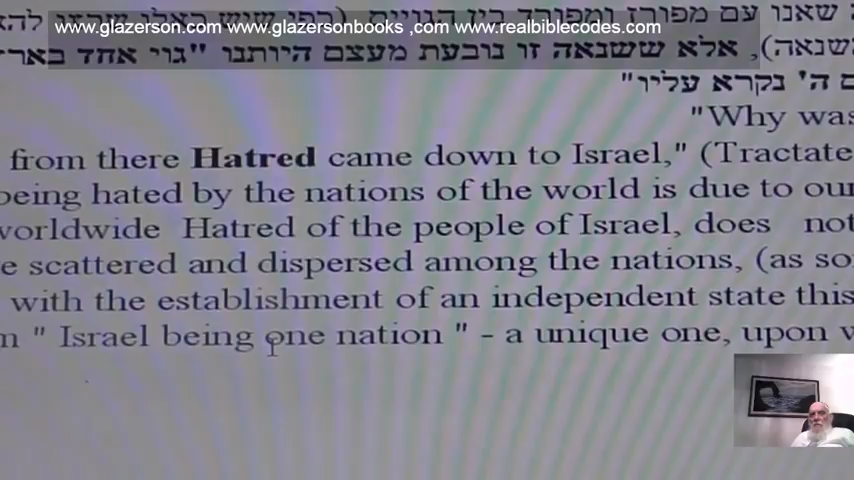 www.glazerson.com www.glazersonbooks ,com www.realbiblecodes.com
שאנו עם מפוזר ומפורד בין הגויים
שנאה), אלא ששנאה זו נובעת מעצם היותנו "גוי אחד
ה' נקרא עליו"
"Why was
from there Hatred came down to Israel," (Tractate
being hated by the nations of the world is due to our
worldwide Hatred of the people of Israel, does not
scattered and dispersed among the nations, (as
with the establishment of an independent state this
" Israel being one nation " - a unique one, upon